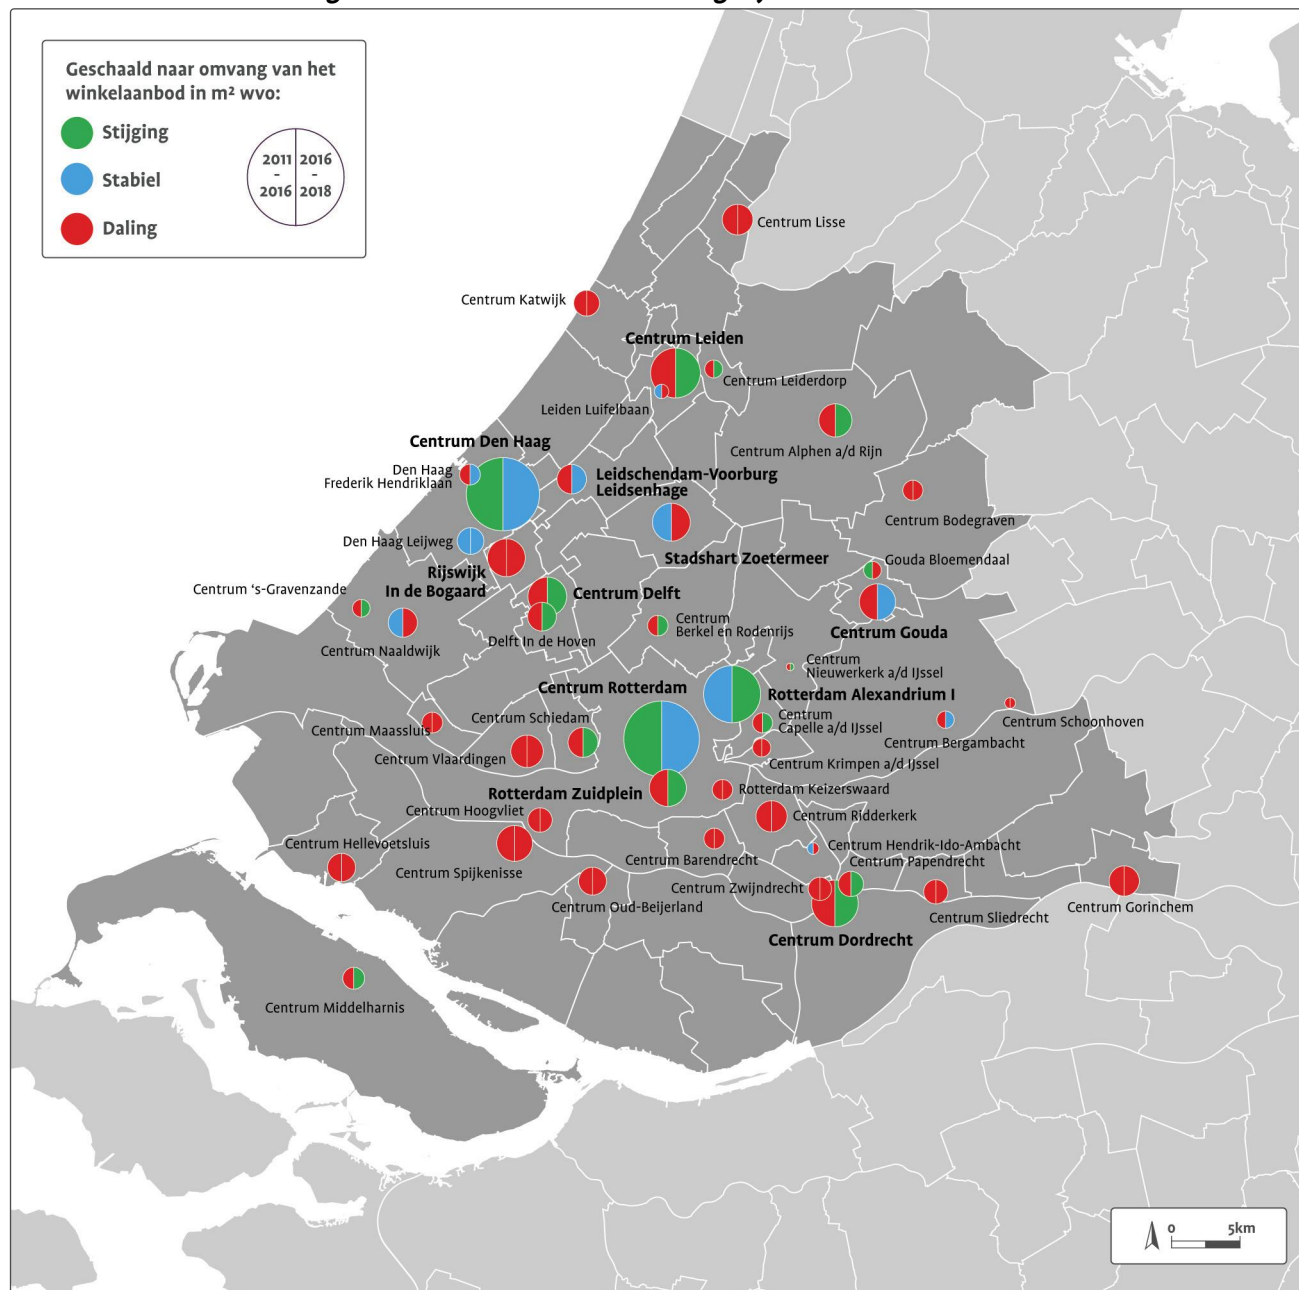 Geschaald naar omvang van het
winkelaanbod in m² wvo:
Stijging
Stabiel
Daling
2011 2016
- -
2016 2018
Centrum Lisse
Centrum Katwijk
Centrum Leiden
Centrum Leiderdorp
Leiden Luifelbaan
Centrum Alphen a/d Rijn
Centrum Den Haag
Den Haag
Frederik Hendriklaan
Leidschendam-Voorburg
Leidsenhage
Centrum Bodegraven
Den Haag Leijweg
Stadshart Zoetermeer
Gouda Bloemendaal
Rijswijk
In de Bogaard
Centrum 's-Gravenzande
Centrum Delft
Centrum Naaldwijk
Delft In de Hoven
Centrum
Berkel en Rodenrijs
Centrum Gouda
Centrum
Nieuwerkerk a/d IJssel
Centrum Rotterdam
Rotterdam Alexandrium I
Centrum Schiedam
Centrum
Capelle a/d IJssel
Centrum Schoonhoven
Centrum Maassluis
Centrum Bergambacht
Centrum Vlaardingen
Centrum Krimpen a/d IJssel
Rotterdam Zuidplein
Rotterdam Keizerswaard
Centrum Hoogvliet
Centrum Ridderkerk
Centrum Hellevoetsluis
Centrum Hendrik-Ido-Ambacht
Centrum Barendrecht
Centrum Papendrecht
Centrum Spijkenisse
Centrum Zwijndrecht
Centrum Oud-Beijerland
Centrum Gorinchem
Centrum Sliedrecht
Centrum Dordrecht
Centrum Middelharnis
0 5km